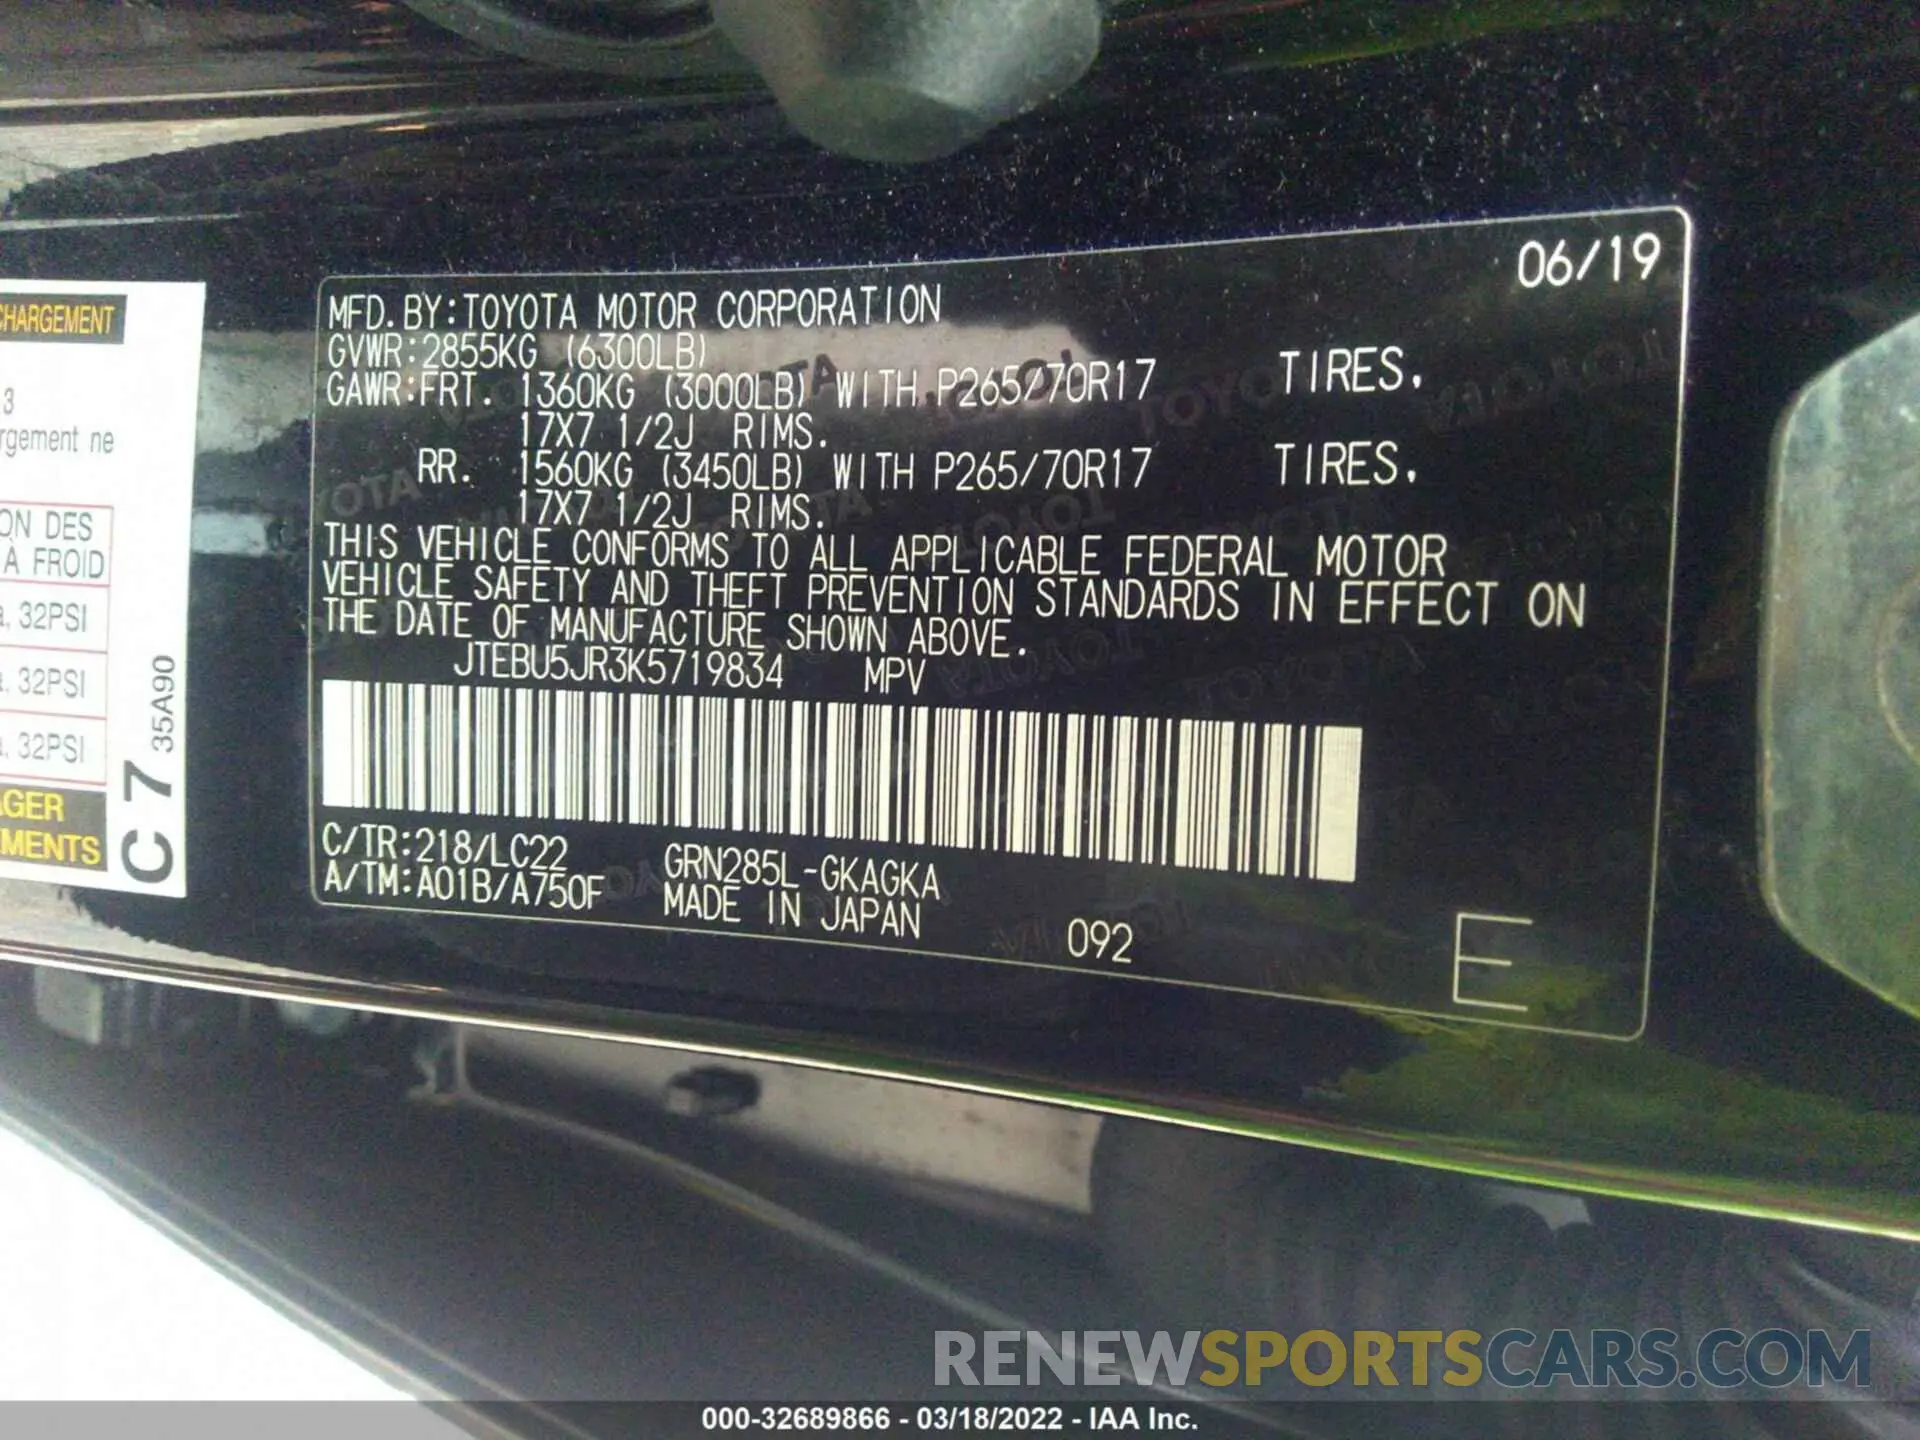 06/19
MFD.BY:TOYOTA MOTOR CORPORATION
GVWR:2855KG (6300LB)
GAWR:FRT. 1360KG (3000LB) WITH P265/70R17 TIRES,
17X7 1/2J RIMS.
RR. 1560KG (3450LB) WITH P265/70R17 TIRES,
17X7 1/2J RIMS.
THIS VEHICLE CONFORMS TO ALL APPLICABLE FEDERAL MOTOR
VEHICLE SAFETY AND THEFT PREVENTION STANDARDS IN EFFECT ON
THE DATE OF MANUFACTURE SHOWN ABOVE.
JTEBU5JR3K5719834 MPV
C/TR:218/LC22 GRN285L-GKAGKA
A/TM:A01B/A750F MADE IN JAPAN
092
E
CHARGEMENT
3
rgement ne
ON DES
À FROID
a, 32PSI
a, 32PSI
a, 32PSI
AGER
EMENTS
C 7 35A90
RENEWSPORTSCARS.COM
000-32689866 - 03/18/2022 - IAA Inc.